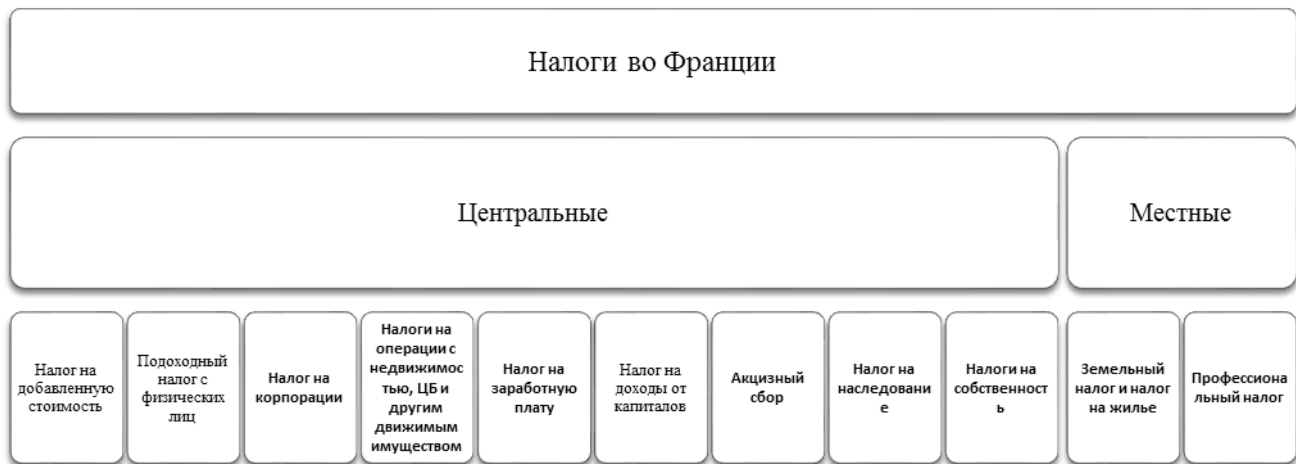 Налоги во Франции
Центральные
Местные
Налог на
добавленную
стоимость
Подоходный
налог с
физических
лиц
Налог на
корпорации
Налоги на
операции с
недвижимос
тью, ЦБ и
другим
движимым
имуществом
Налог на
заработную
плату
Налог на
доходы от
капиталов
Акцизный
сбор
Налог на
наследовани
е
Налоги на
собственност
ь
Земельный
налог и налог
на жилье
Профессиона
льный налог